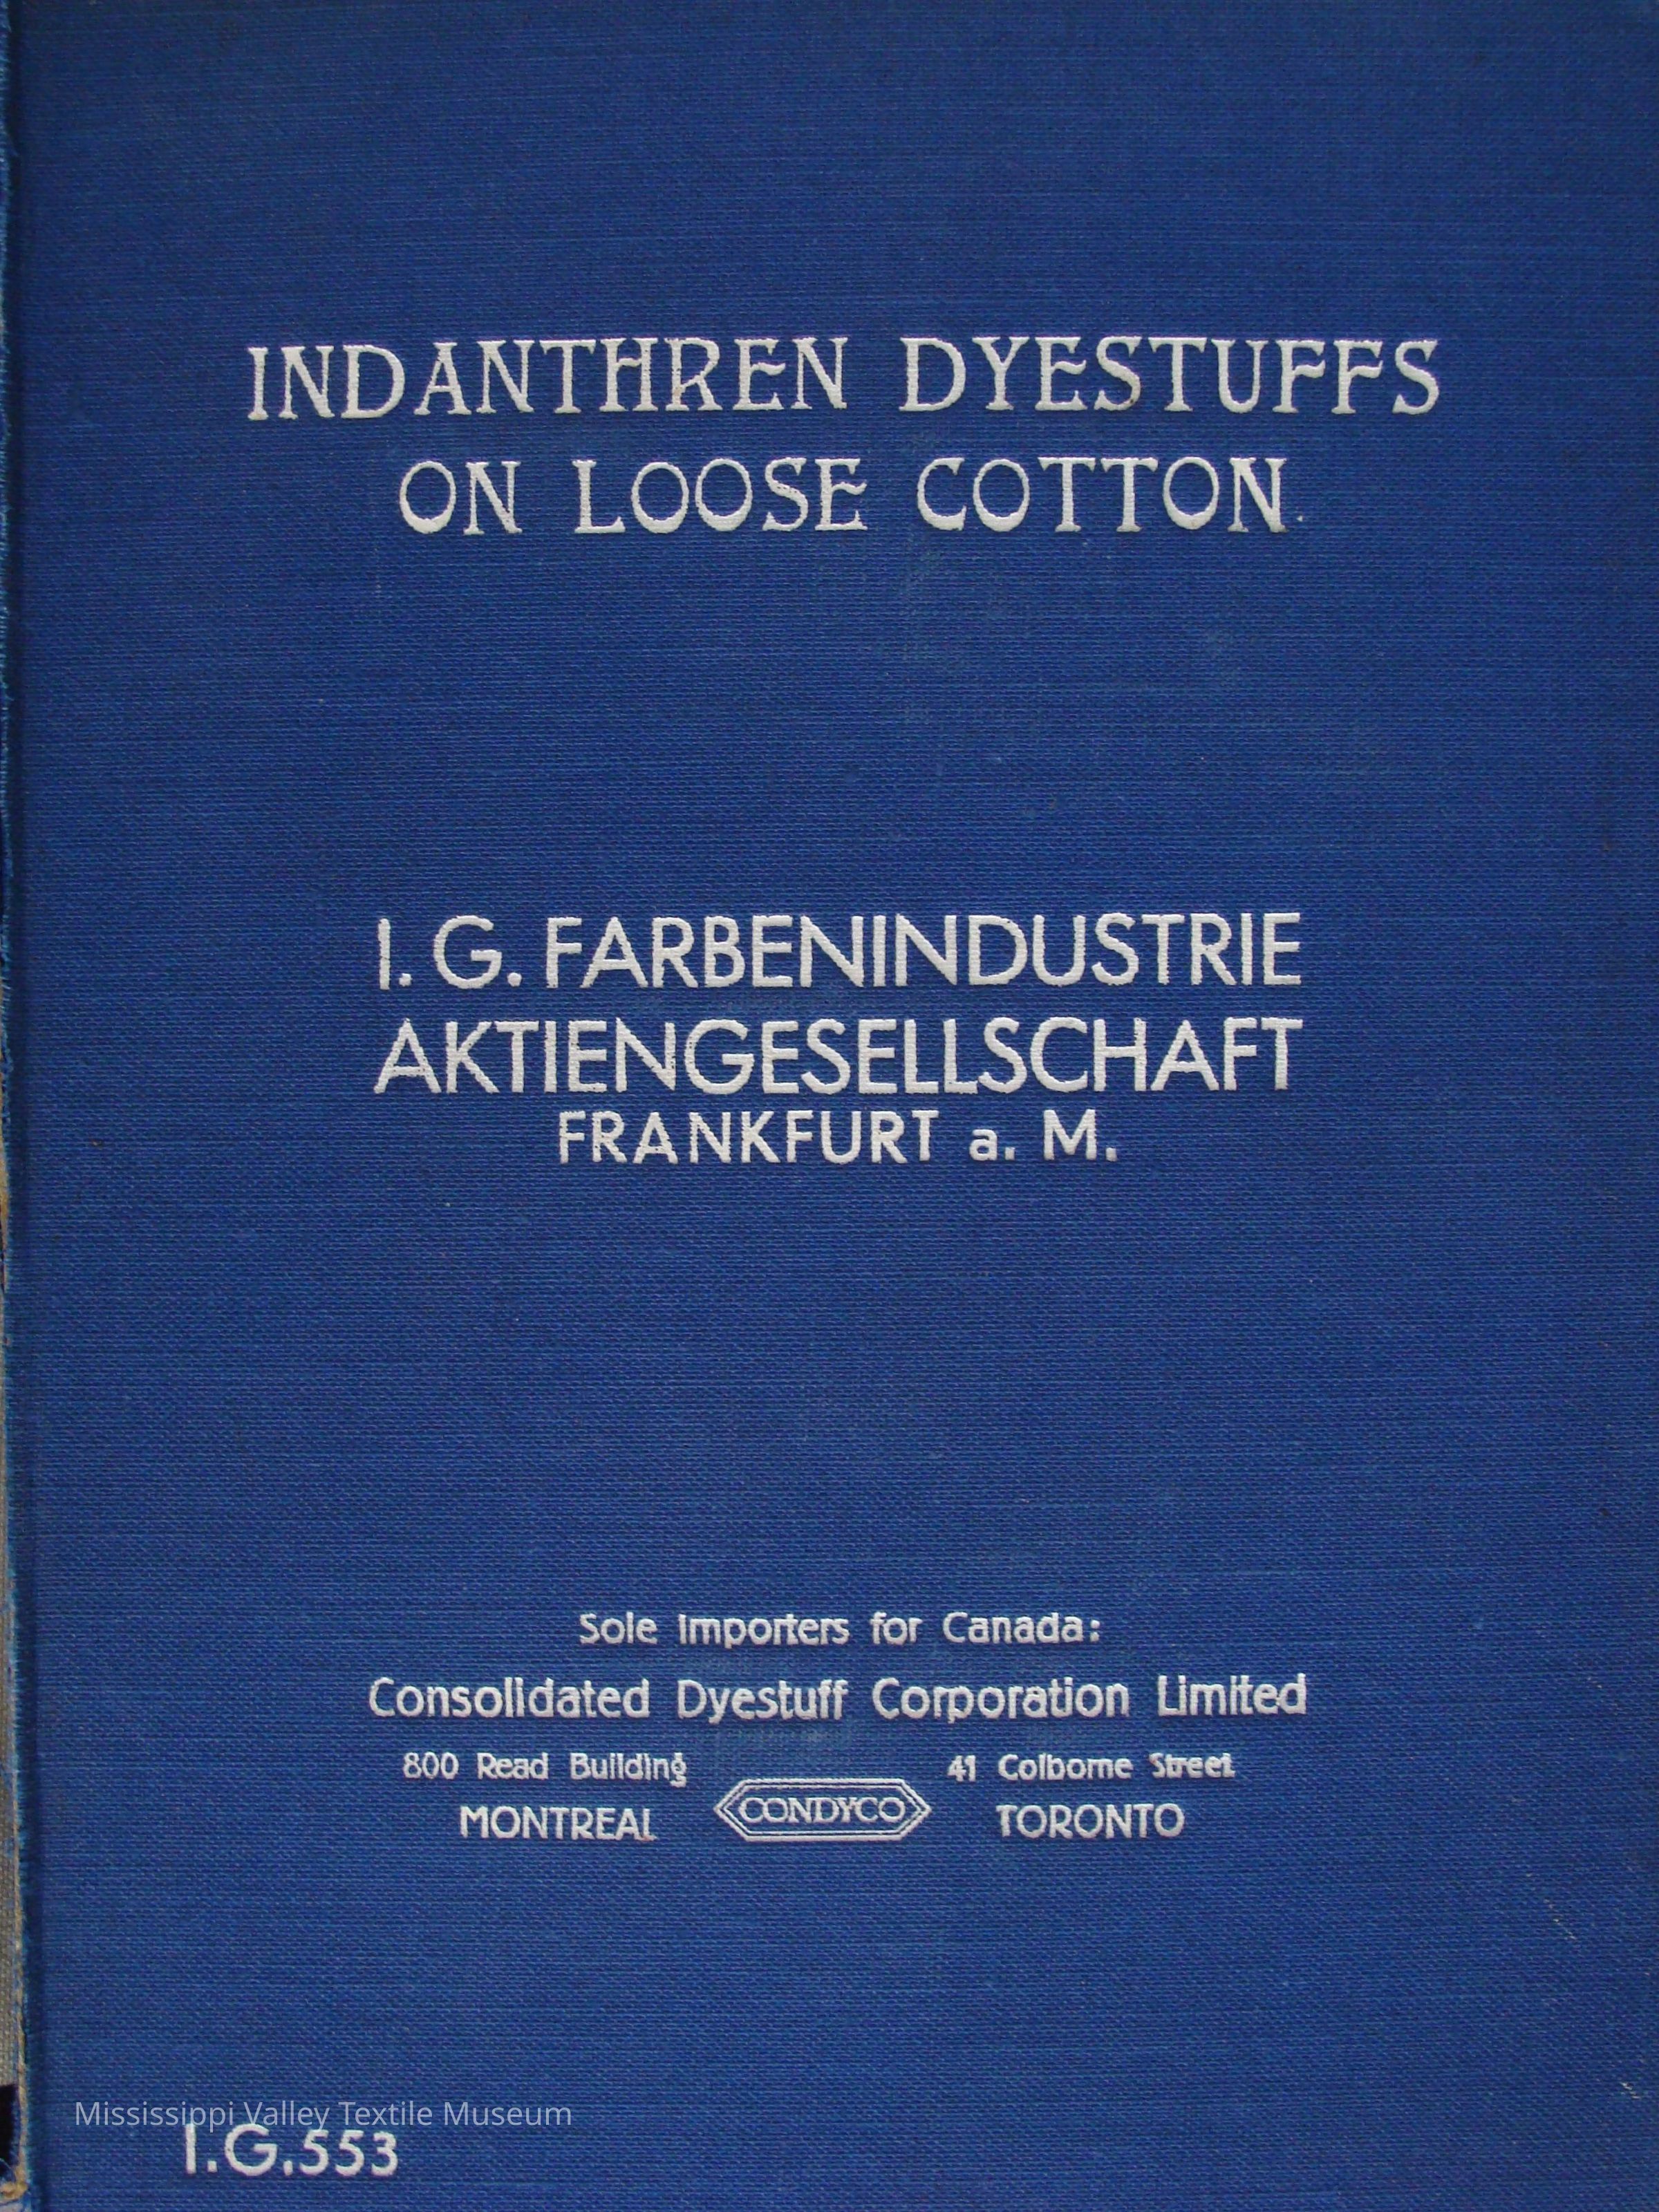 INDANTHREN DYESTUFFS
ON LOOSE COTTON
I. G. FARBENINDUSTRIE
AKTIENGESELLSCHAFT
FRANKFURT a. M.
Sole Importers for Canada:
Consolidated Dyestuff Corporation Limited
800 Read Building
MONTREAL
CONDYCO
41 Colborne Street
TORONTO
Mississippi Valley Textile Museum
I.G.553